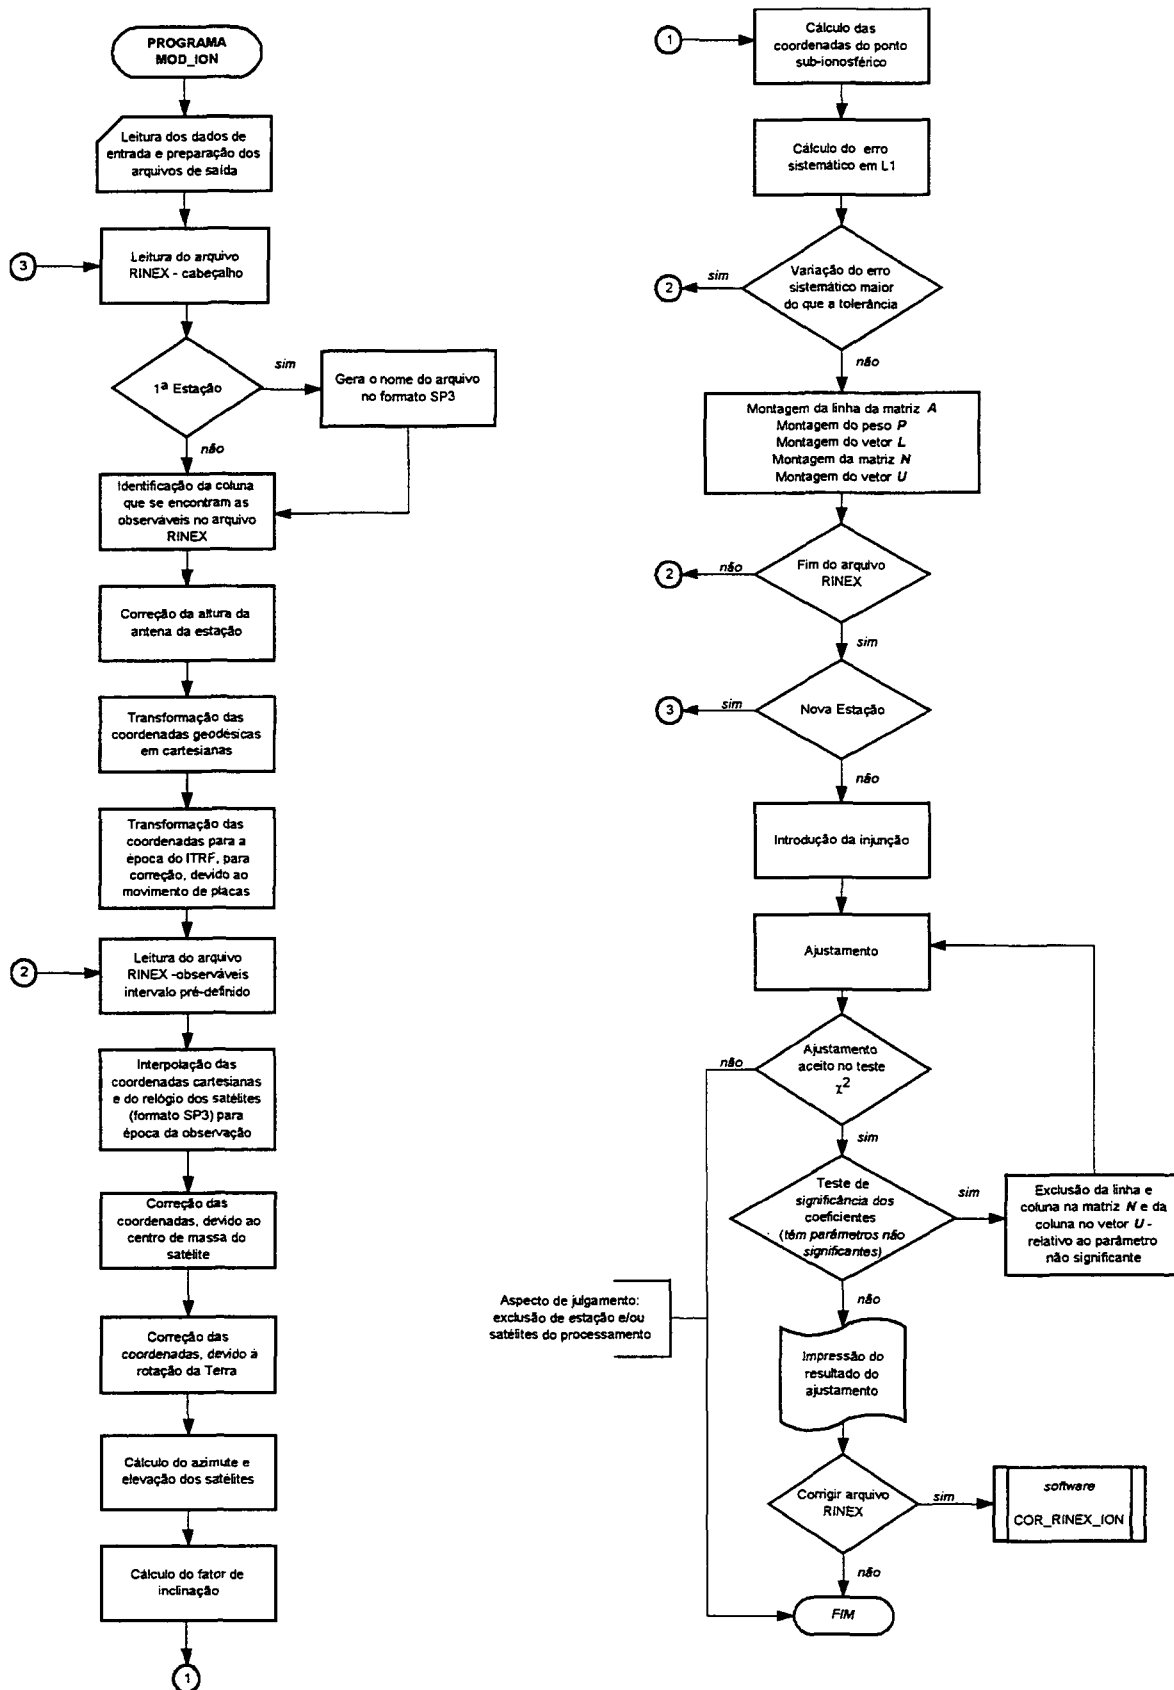 PROGRAMA
MOD_ION
Leitura dos dados de
entrada e preparação dos
arquivos de saída
3
Leitura do arquivo
RINEX - cabeçalho
1ª Estação
sim
Gera o nome do arquivo
no formato SP3
não
Identificação da coluna
que se encontram as
observáveis no arquivo
RINEX
Correção da altura da
antena da estação
Transformação das
coordenadas geodésicas
em cartesianas
Transformação das
coordenadas para a
época do ITRF, para
correção, devido ao
movimento de placas
2
Leitura do arquivo
RINEX -observáveis
intervalo pré-definido
Interpolação das
coordenadas cartesianas
e do relógio dos satélites
(formato SP3) para
época da observação
Correção das
coordenadas, devido ao
centro de massa do
satélite
Correção das
coordenadas, devido à
rotação da Terra
Cálculo do azimute e
elevação dos satélites
Cálculo do fator de
inclinação
1
1
Cálculo das
coordenadas do ponto
sub-ionosférico
Cálculo do erro
sistemático em L1
Variação do erro
sistemático maior
do que a tolerância
sim
2
não
Montagem da linha da matriz A
Montagem do peso P
Montagem do vetor L
Montagem da matriz N
Montagem do vetor U
Fim do arquivo
RINEX
não
2
sim
Nova Estação
sim
3
não
Introdução da injunção
Ajustamento
Ajustamento
aceito no teste
χ²
não
sim
Teste de
significância dos
coeficientes
(têm parâmetros não
significantes)
sim
Exclusão da linha e
coluna na matriz N e da
coluna no vetor U -
relativo ao parâmetro
não significante
não
Aspecto de julgamento:
exclusão de estação e/ou
satélites do processamento
Impressão do
resultado do
ajustamento
Corrigir arquivo
RINEX
sim
software
COR_RINEX_ION
não
FIM